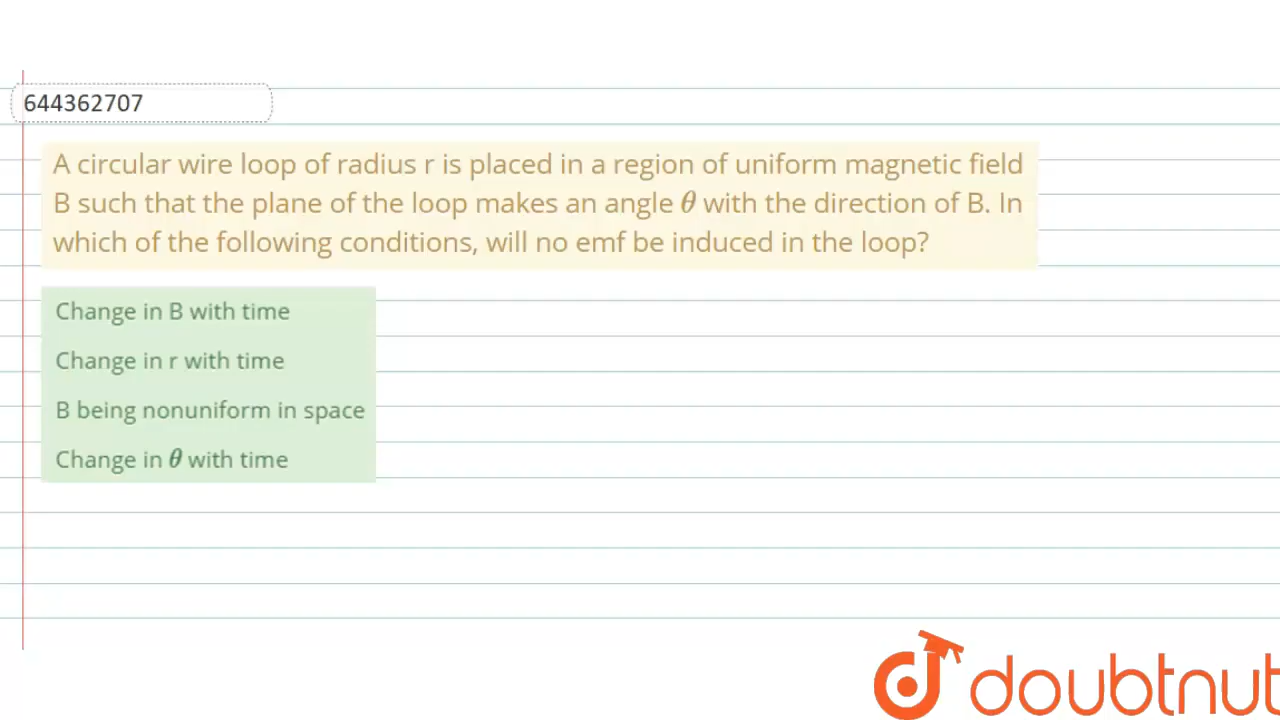 644362707
A circular wire loop of radius r is placed in a region of uniform magnetic field
B such that the plane of the loop makes an angle θ with the direction of B. In
which of the following conditions, will no emf be induced in the loop?
Change in B with time
Change in r with time
B being nonuniform in space
Change in θ with time
doubtnut